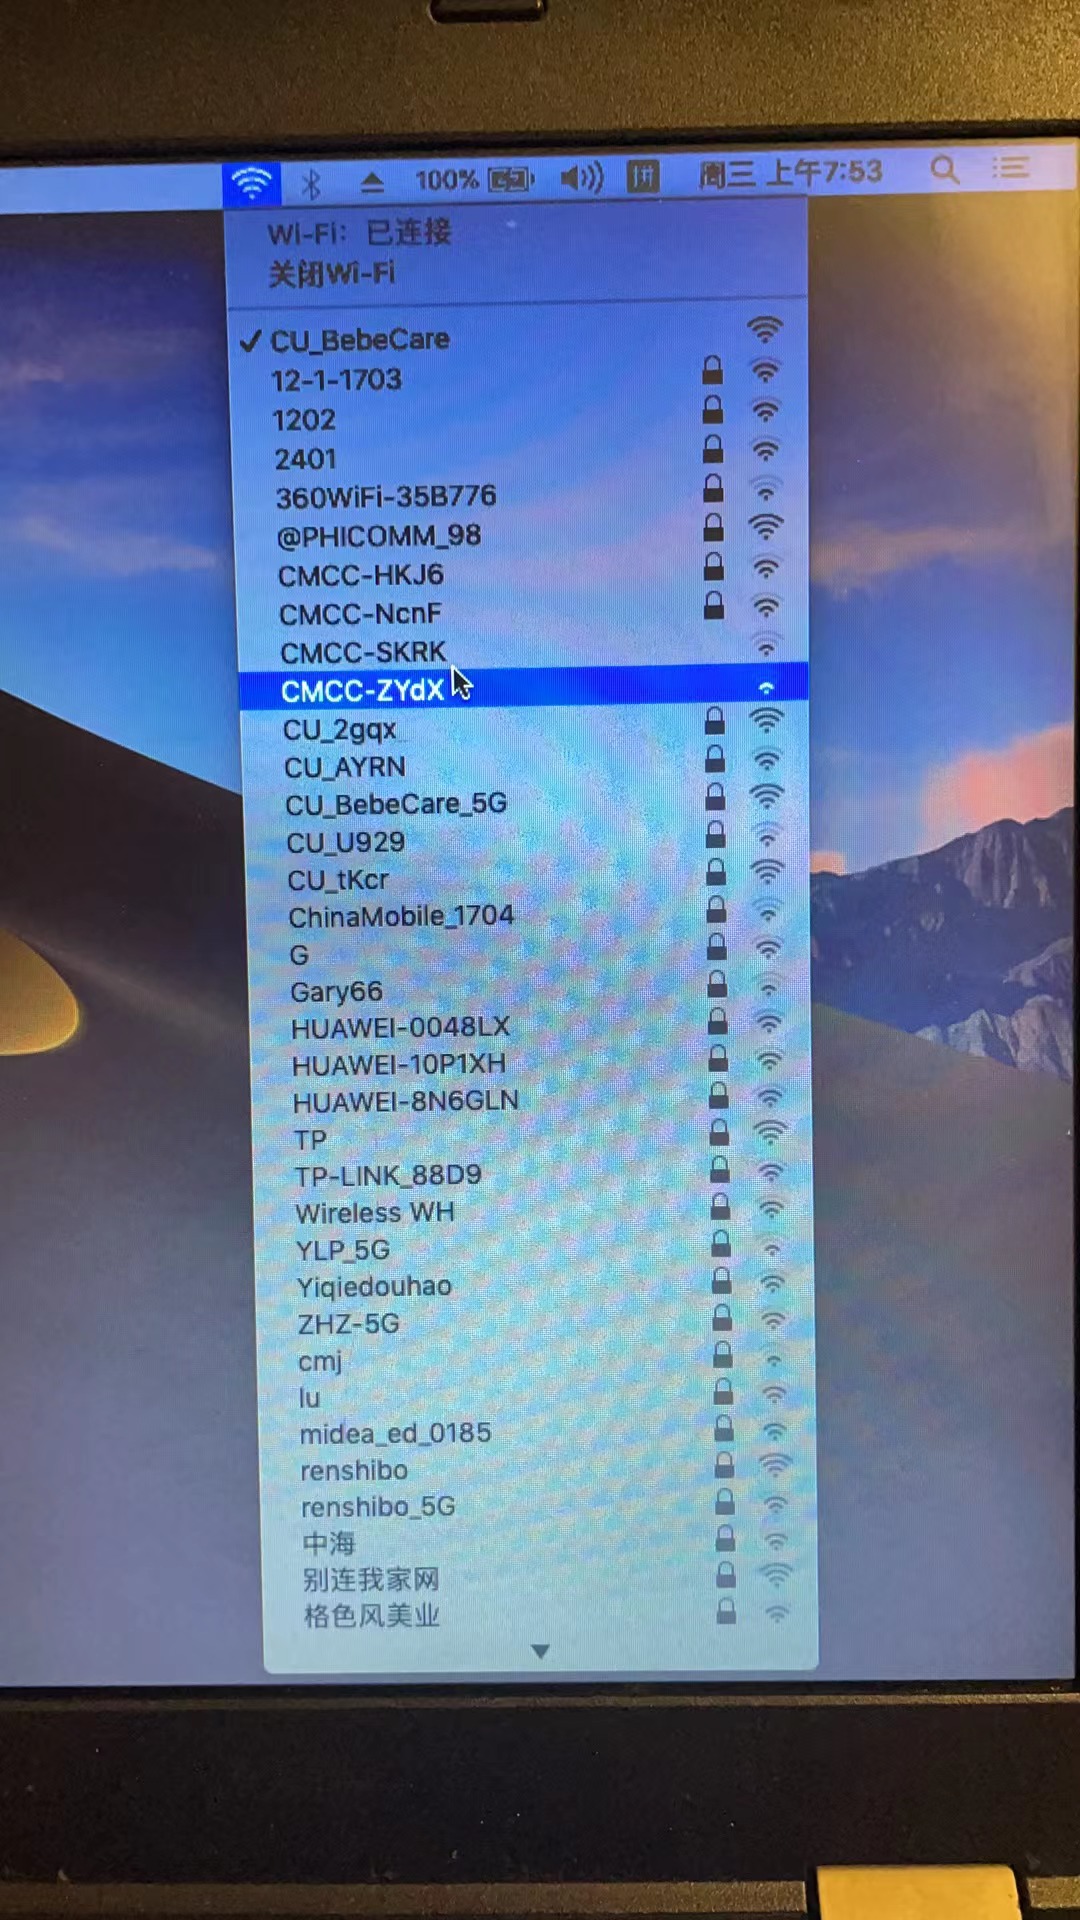 100% 拼 周三 上午7:53
Wi-Fi：已连接
关闭Wi-Fi
✓ CU_BebeCare
12-1-1703
1202
2401
360WiFi-35B776
@PHICOMM_98
CMCC-HKJ6
CMCC-NcnF
CMCC-SKRK
CMCC-ZYdX
CU_2gqx
CU_AYRN
CU_BebeCare_5G
CU_U929
CU_tKcr
ChinaMobile_1704
G
Gary66
HUAWEI-0048LX
HUAWEI-10P1XH
HUAWEI-8N6GLN
TP
TP-LINK_88D9
Wireless WH
YLP_5G
Yiqiedouhao
ZHZ-5G
cmj
lu
midea_ed_0185
renshibo
renshibo_5G
中海
别连我家网
格色风美业